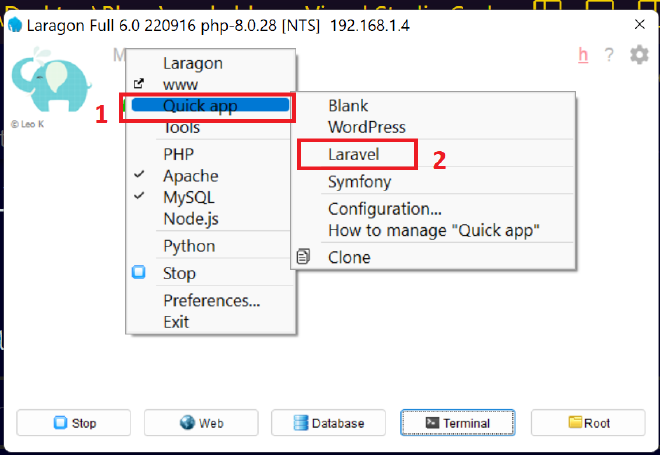 Laragon Full 6.0 220916 php-8.0.28 [NTS] 192.168.1.4
M
h ?
© Leo K
Laragon
www
1 Quick app
Tools
PHP
Apache
MySQL
Node.js
Python
Stop
Preferences...
Exit
Blank
WordPress
Laravel 2
Symfony
Configuration...
How to manage "Quick app"
Clone
Stop Web Database Terminal Root